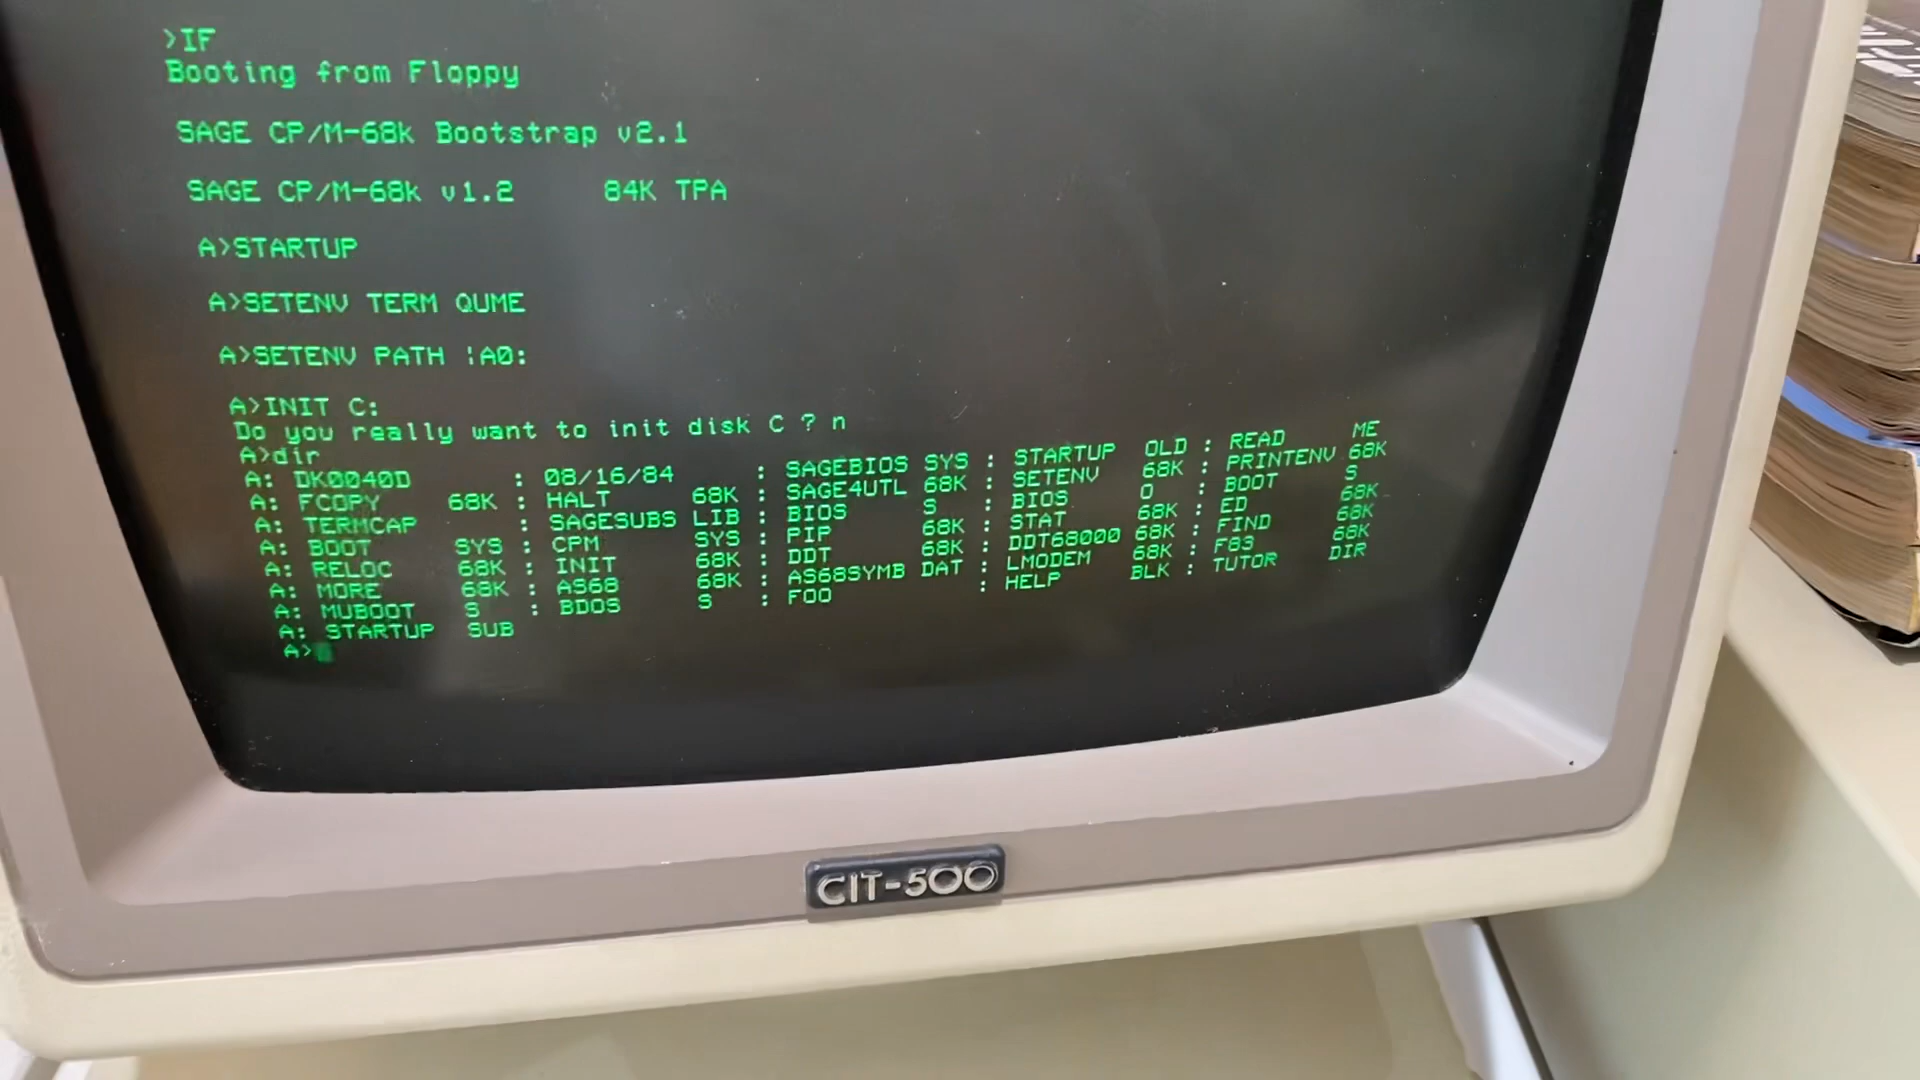 >IF
Booting from Floppy
SAGE CP/M-68k Bootstrap v2.1
SAGE CP/M-68k v1.2     84K TPA
A>STARTUP
A>SETENV TERM QUME
A>SETENV PATH ¦A0:
A>INIT C:
Do you really want to init disk C ? n
A>dir
A: DK0040D      : 08/16/84     : SAGEBIOS SYS : STARTUP  OLD : READ     ME
A: FCOPY    68K : HALT     68K : SAGE4UTL 68K : SETENV   68K : PRINTENV 68K
A: TERMCAP      : SAGESUBS LIB : BIOS     S   : BIOS     O   : BOOT     S
A: BOOT     SYS : CPM      SYS : PIP      68K : STAT     68K : ED       68K
A: RELOC    68K : INIT     68K : DDT      68K : DDT68000 68K : FIND     68K
A: MORE     68K : AS68     68K : AS68SYMB DAT : LMODEM   68K : F83      68K
A: MUBOOT   S   : BDOS     S   : FOO          : HELP     BLK : TUTOR    DIR
A: STARTUP  SUB
A>
CIT-500